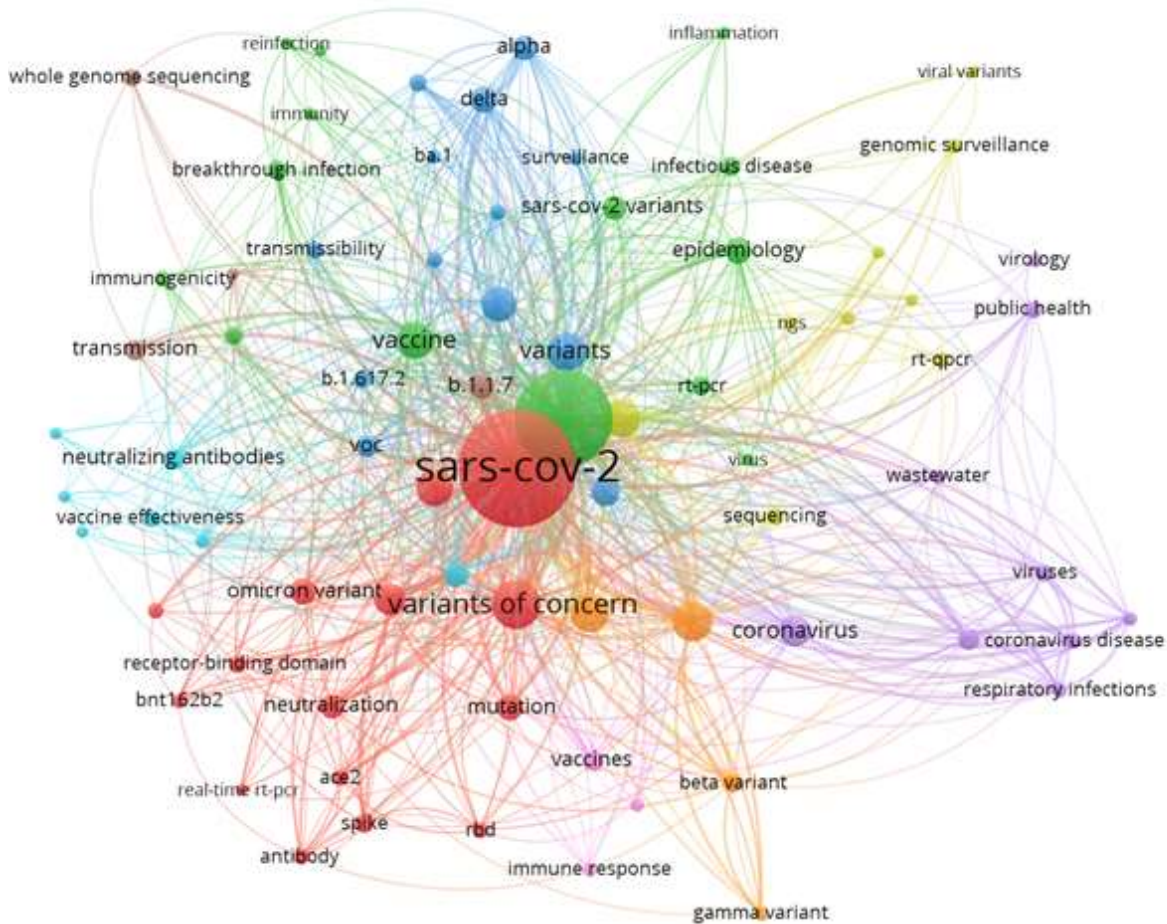 reinfection
alpha
inflammation
whole genome sequencing
viral variants
delta
immunity
genomic surveillance
ba.1
surveillance
breakthrough infection
infectious disease
sars-cov-2 variants
transmissibility
epidemiology
virology
immunogenicity
public health
ngs
vaccine
transmission
variants
rt-qpcr
b.1.617.2
b.1.1.7
rt-pcr
voc
neutralizing antibodies
sars-cov-2
virus
wastewater
vaccine effectiveness
sequencing
viruses
omicron variant
variants of concern
coronavirus
coronavirus disease
receptor-binding domain
respiratory infections
bnt162b2
neutralization
mutation
vaccines
ace2
beta variant
real-time rt-pcr
spike
rbd
antibody
immune response
gamma variant